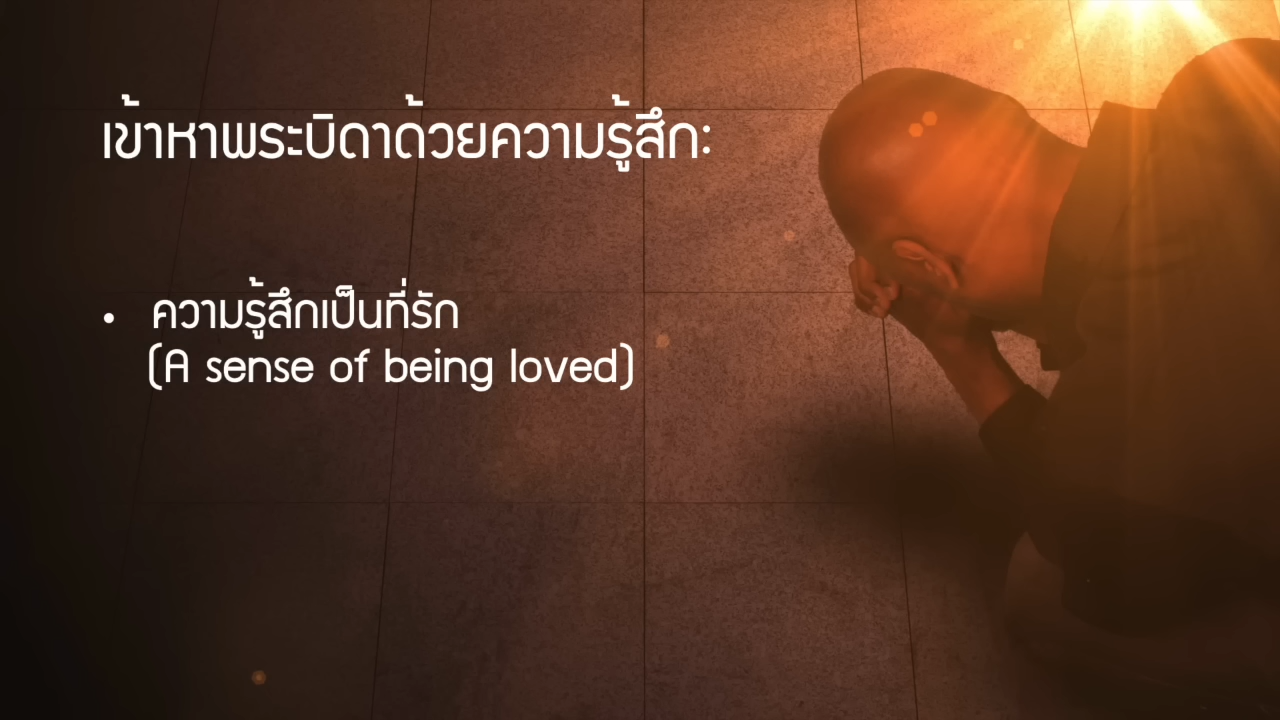 เข้าหาพระบิดาด้วยความรู้สึก:
• ความรู้สึกเป็นที่รัก
(A sense of being loved)